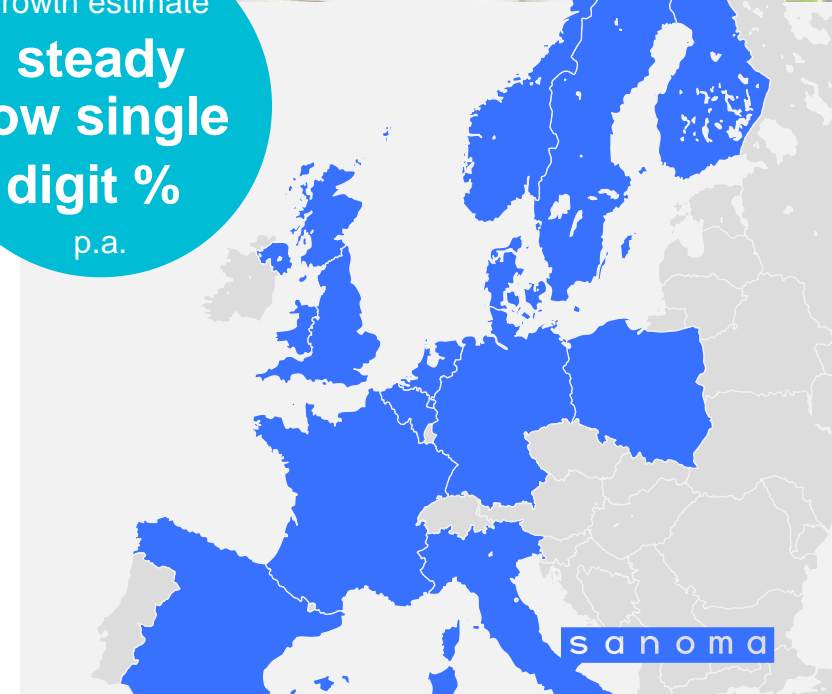 rowth estimate
steady
ow single
digit %
p.a.
sanoma